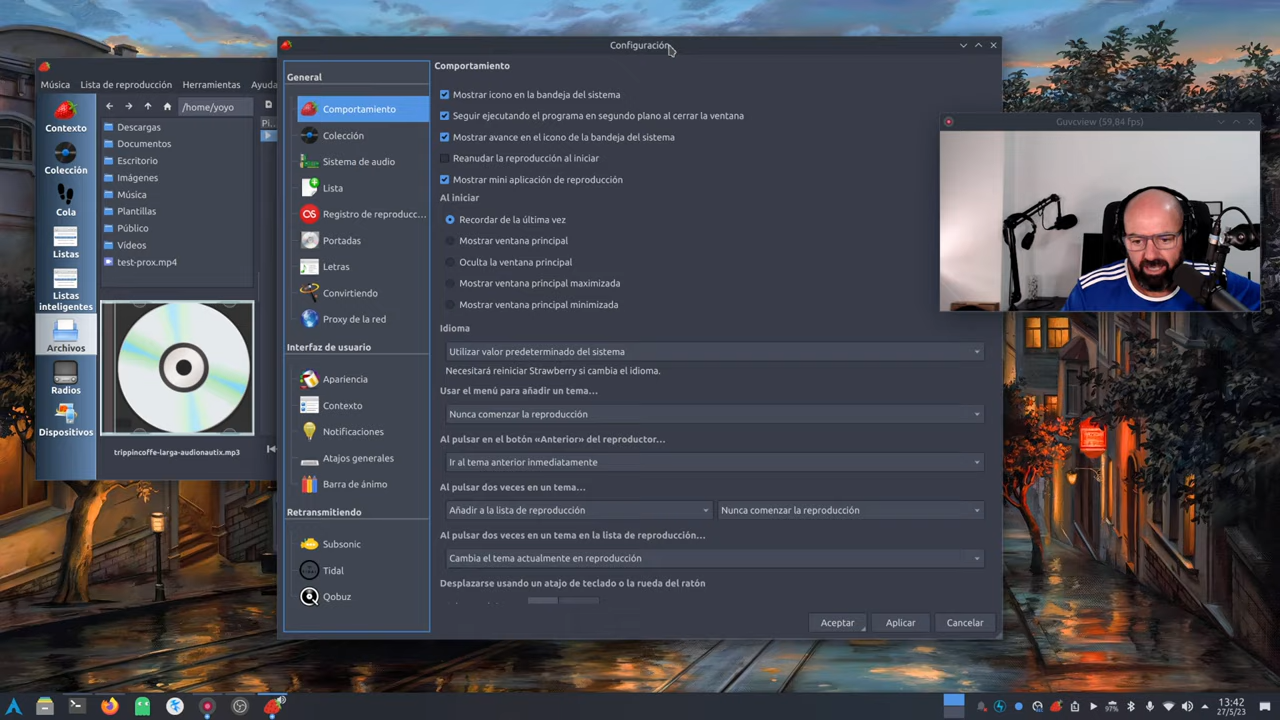 Configuración
Música Lista de reproducción Herramientas Ayuda
/home/yoyo
Contexto
Colección
Cola
Listas
Listas
inteligentes
Archivos
Radios
Dispositivos
Descargas
Documentos
Escritorio
Imágenes
Música
Plantillas
Público
Vídeos
test-prox.mp4
trippincoffe-larga-audionautix.mp3
General
Comportamiento
Colección
Sistema de audio
Lista
Registro de reproducc...
Portadas
Letras
Convirtiendo
Proxy de la red
Interfaz de usuario
Apariencia
Contexto
Notificaciones
Atajos generales
Barra de ánimo
Retransmitiendo
Subsonic
Tidal
Qobuz
Comportamiento
Mostrar icono en la bandeja del sistema
Seguir ejecutando el programa en segundo plano al cerrar la ventana
Mostrar avance en el icono de la bandeja del sistema
Reanudar la reproducción al iniciar
Mostrar mini aplicación de reproducción
Al iniciar
Recordar de la última vez
Mostrar ventana principal
Oculta la ventana principal
Mostrar ventana principal maximizada
Mostrar ventana principal minimizada
Idioma
Utilizar valor predeterminado del sistema
Necesitará reiniciar Strawberry si cambia el idioma.
Usar el menú para añadir un tema...
Nunca comenzar la reproducción
Al pulsar en el botón «Anterior» del reproductor...
Ir al tema anterior inmediatamente
Al pulsar dos veces en un tema...
Añadir a la lista de reproducción Nunca comenzar la reproducción
Al pulsar dos veces en un tema en la lista de reproducción...
Cambia el tema actualmente en reproducción
Desplazarse usando un atajo de teclado o la rueda del ratón
Aceptar Aplicar Cancelar
Guvcview (59,84 fps)
97%
13:42
27/5/23